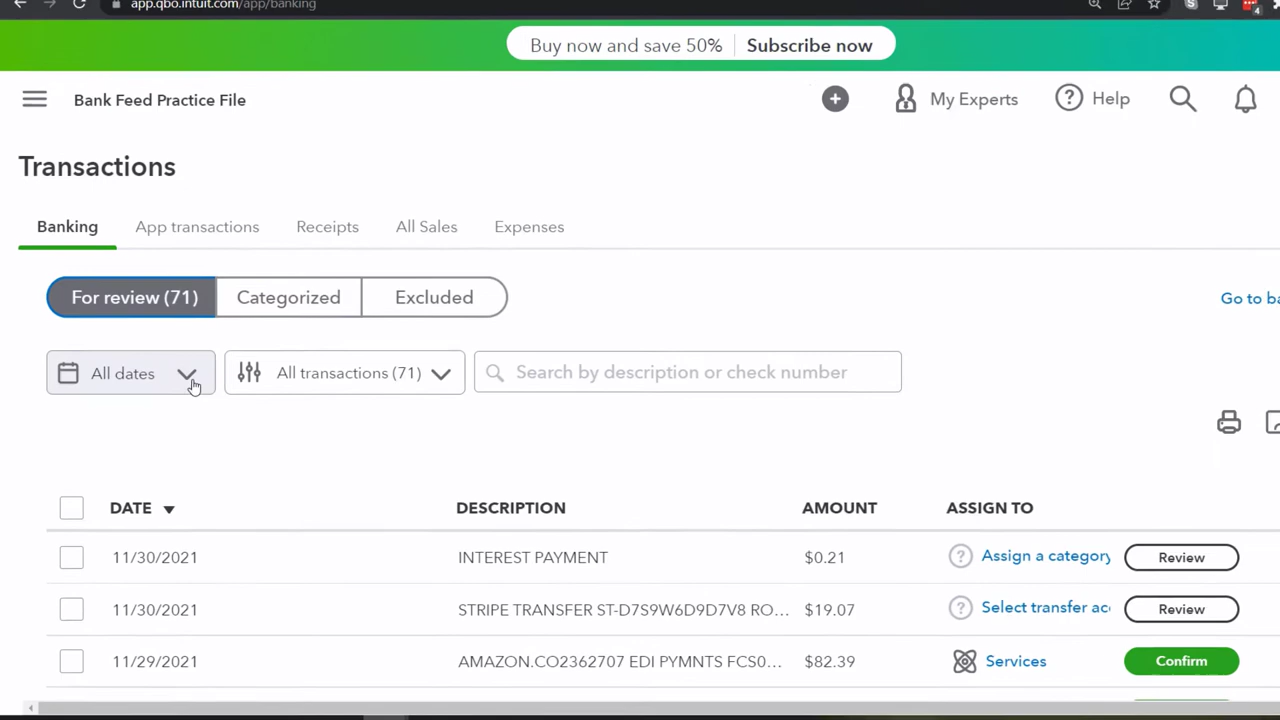 app.qbo.intuit.com/app/banking
4
Buy now and save 50% Subscribe now
Bank Feed Practice File My Experts Help
Transactions
Banking App transactions Receipts All Sales Expenses
For review (71) Categorized Excluded Go to ba
All dates All transactions (71) Search by description or check number
DATE DESCRIPTION AMOUNT ASSIGN TO
11/30/2021 INTEREST PAYMENT $0.21 Assign a category Review
11/30/2021 STRIPE TRANSFER ST-D7S9W6D9D7V8 RO... $19.07 Select transfer acc Review
11/29/2021 AMAZON.CO2362707 EDI PYMNTS FCS0... $82.39 Services Confirm